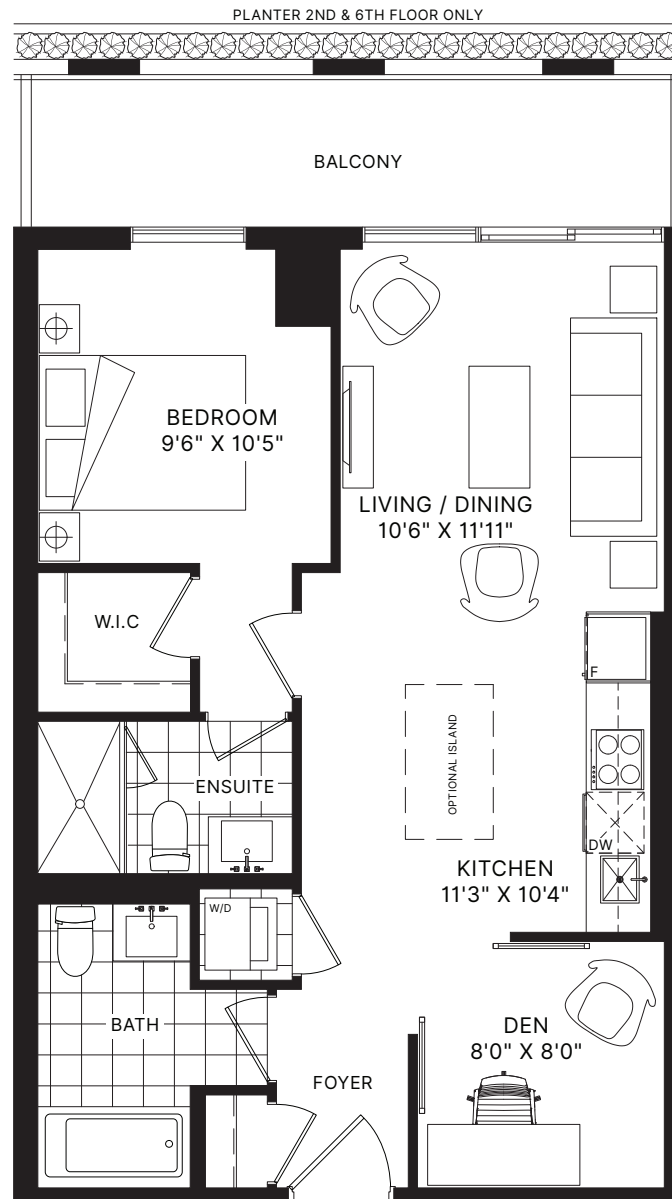 PLANTER 2ND & 6TH FLOOR ONLY
BALCONY
BEDROOM
9'6" X 10'5"
LIVING / DINING
10'6" X 11'11"
W.I.C
F
OPTIONAL ISLAND
ENSUITE
DW
KITCHEN
11'3" X 10'4"
W/D
BATH
DEN
8'0" X 8'0"
FOYER